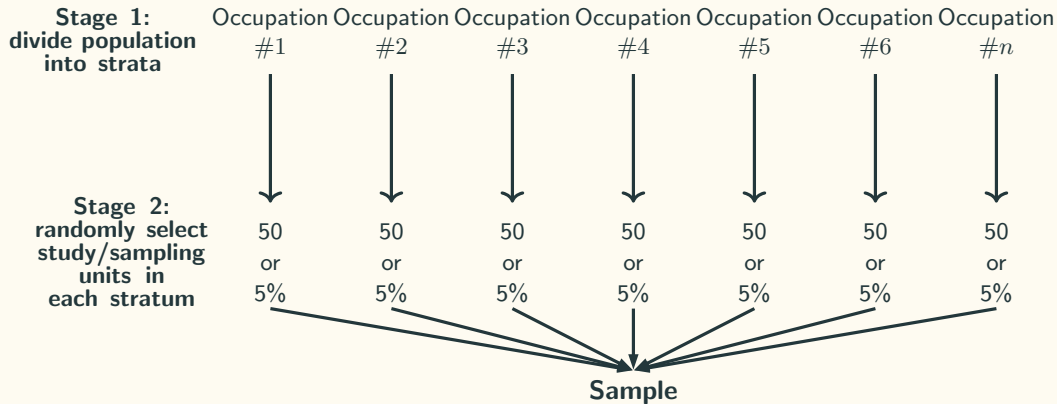 Stage 1:
divide population
into strata
Occupation Occupation Occupation Occupation Occupation Occupation Occupation
#1 #2 #3 #4 #5 #6 #n
Stage 2:
randomly select
study/sampling
units in
each stratum
50 50 50 50 50 50 50
or or or or or or or
5% 5% 5% 5% 5% 5% 5%
Sample